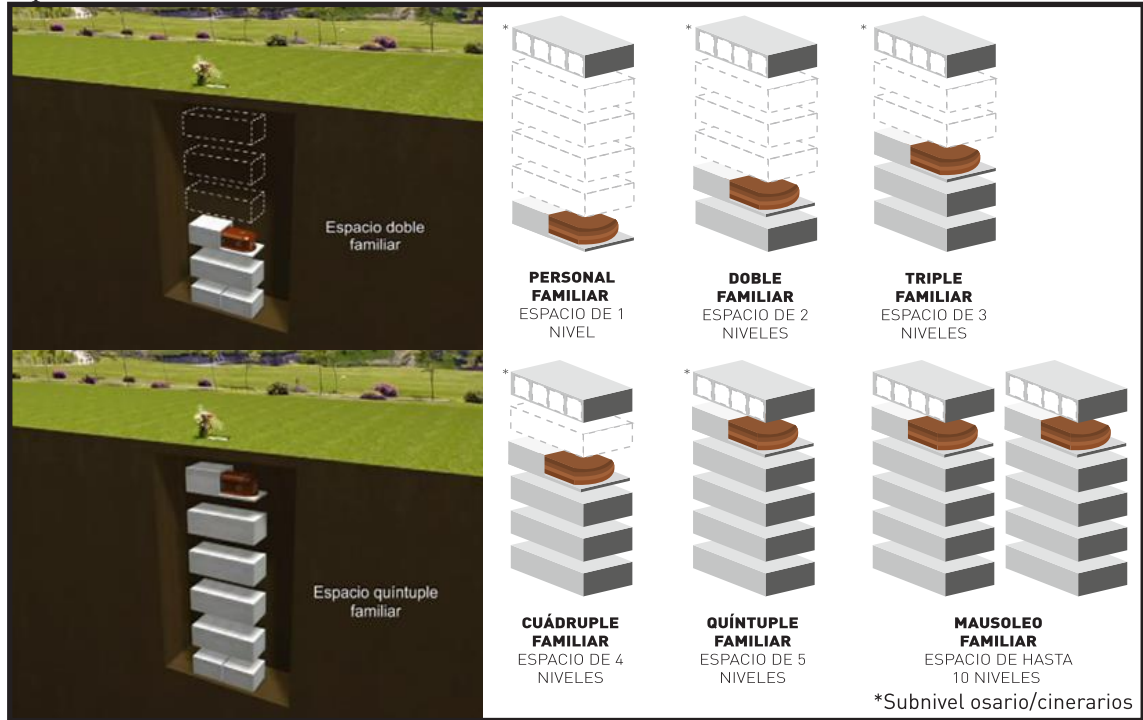 Espacio doble
familiar
*
*
*
PERSONAL
FAMILIAR
ESPACIO DE 1
NIVEL
DOBLE
FAMILIAR
ESPACIO DE 2
NIVELES
TRIPLE
FAMILIAR
ESPACIO DE 3
NIVELES
Espacio quíntuple
familiar
*
*
CUÁDRUPLE
FAMILIAR
ESPACIO DE 4
NIVELES
QUÍNTUPLE
FAMILIAR
ESPACIO DE 5
NIVELES
MAUSOLEO
FAMILIAR
ESPACIO DE HASTA
10 NIVELES
*Subnivel osario/cinerarios